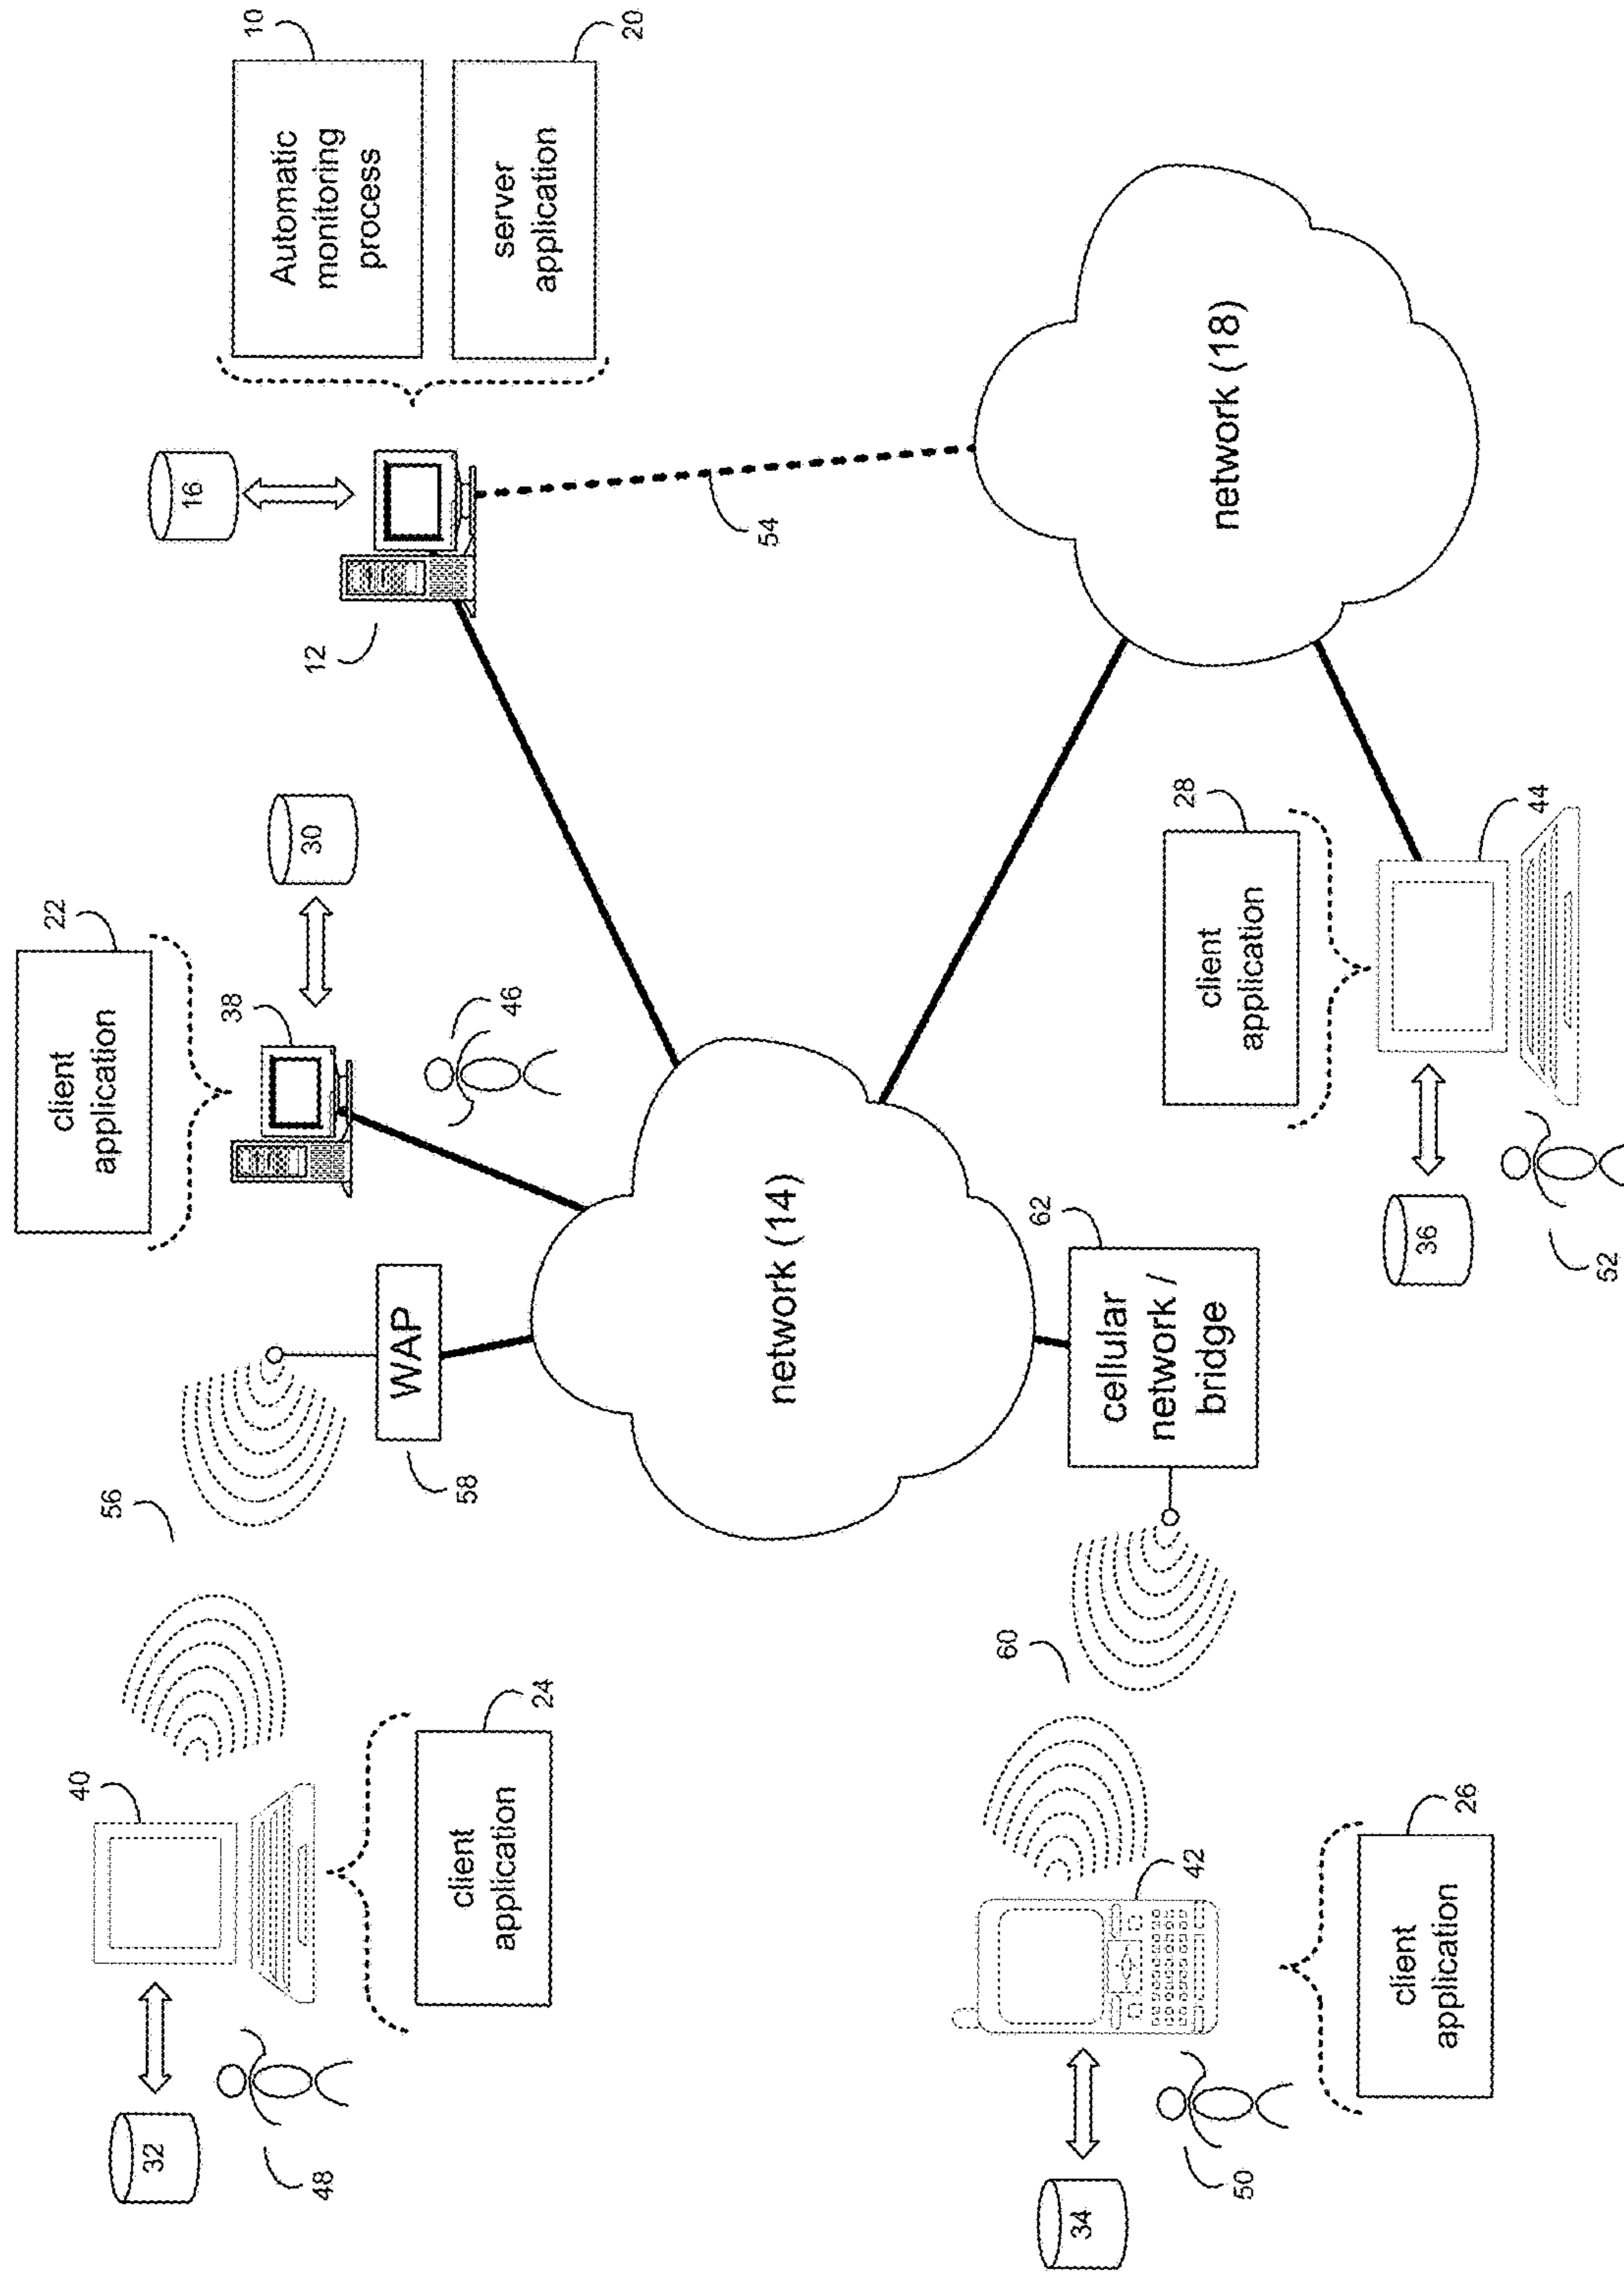 client
application
22
40
56
32
24
client
application
48
38
WAP
58
46
30
16
12
10
Automatic
monitoring
process
20
server
application
54
network (14)
60
62
cellular
network /
bridge
42
34
50
26
client
application
network (18)
28
client
application
44
36
52